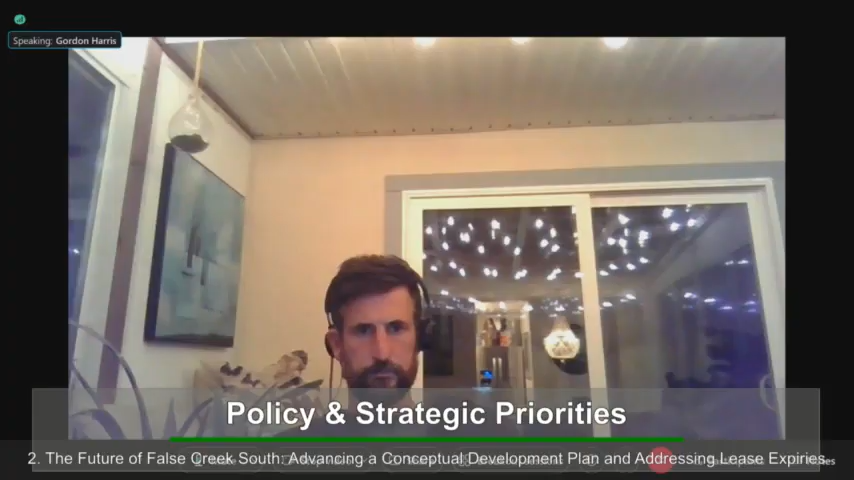 Speaking: Gordon Harris
Policy & Strategic Priorities
2. The Future of False Creek South: Advancing a Conceptual Development Plan and Addressing Lease Expiries